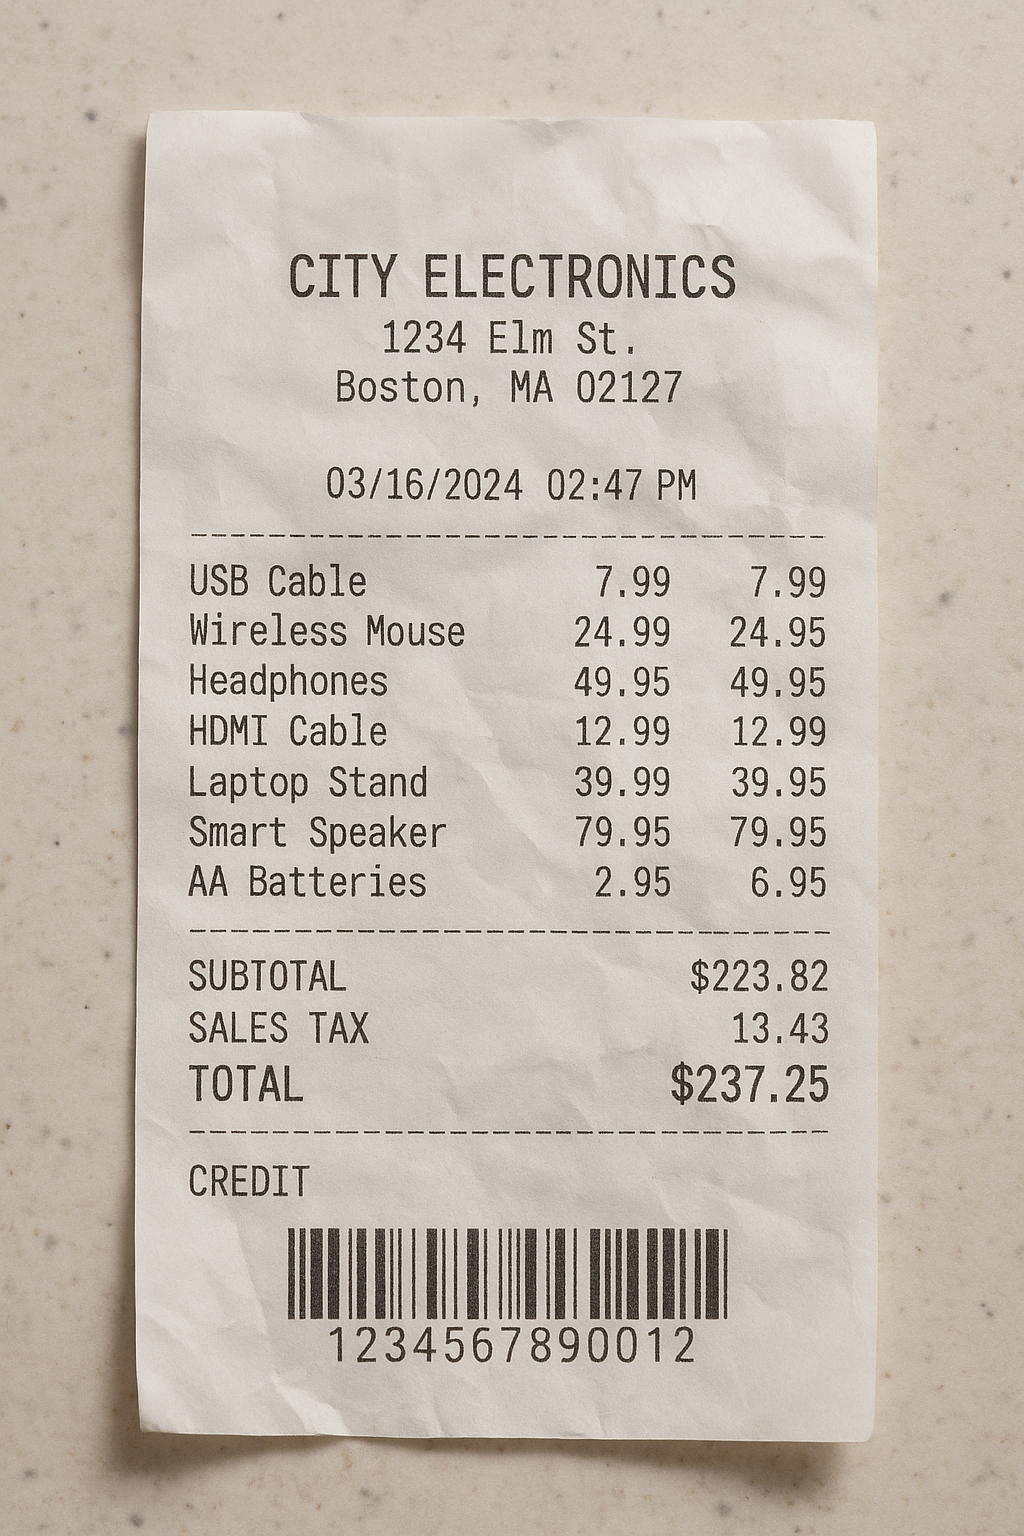 CITY ELECTRONICS
1234 Elm St.
Boston, MA 02127
03/16/2024 02:47 PM
USB Cable 7.99 7.99
Wireless Mouse 24.99 24.95
Headphones 49.95 49.95
HDMI Cable 12.99 12.99
Laptop Stand 39.99 39.95
Smart Speaker 79.95 79.95
AA Batteries 2.95 6.95
SUBTOTAL $223.82
SALES TAX 13.43
TOTAL $237.25
CREDIT
1234567890012